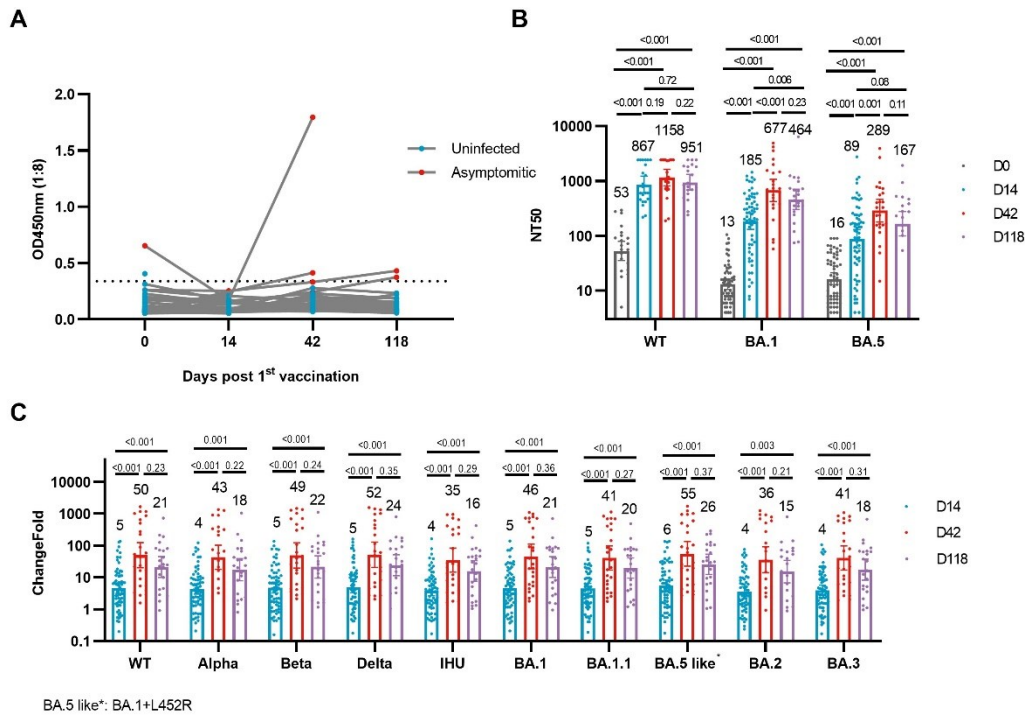 A
OD450nm (1:8)
2.0
1.5
1.0
0.5
0.0
Uninfected
Asymptomitic
0 14 42 118
Days post 1st vaccination
B
<0.001 <0.001 <0.001
<0.001 <0.001 <0.001
0.72 0.006 0.08
<0.001 0.19 0.22 <0.001 <0.001 0.23 <0.001 0.001 0.11
NT50
10000
1000
100
10
53 867 1158 951
13 185 677 464
16 89 289 167
WT BA.1 BA.5
D0
D14
D42
D118
C
<0.001 0.001 <0.001 <0.001 <0.001 <0.001 <0.001 <0.001 0.003 <0.001
<0.001 0.23 <0.001 0.22 <0.001 0.24 <0.001 0.35 <0.001 0.29 <0.001 0.36 <0.001 0.27 <0.001 0.37 <0.001 0.21 <0.001 0.31
ChangeFold
10000
1000
100
10
1
0.1
5 50 21
4 43 18
5 49 22
5 52 24
4 35 16
5 46 21
5 41 20
6 55 26
4 36 15
4 41 18
WT Alpha Beta Delta IHU BA.1 BA.1.1 BA.5 like* BA.2 BA.3
D14
D42
D118
BA.5 like*: BA.1+L452R